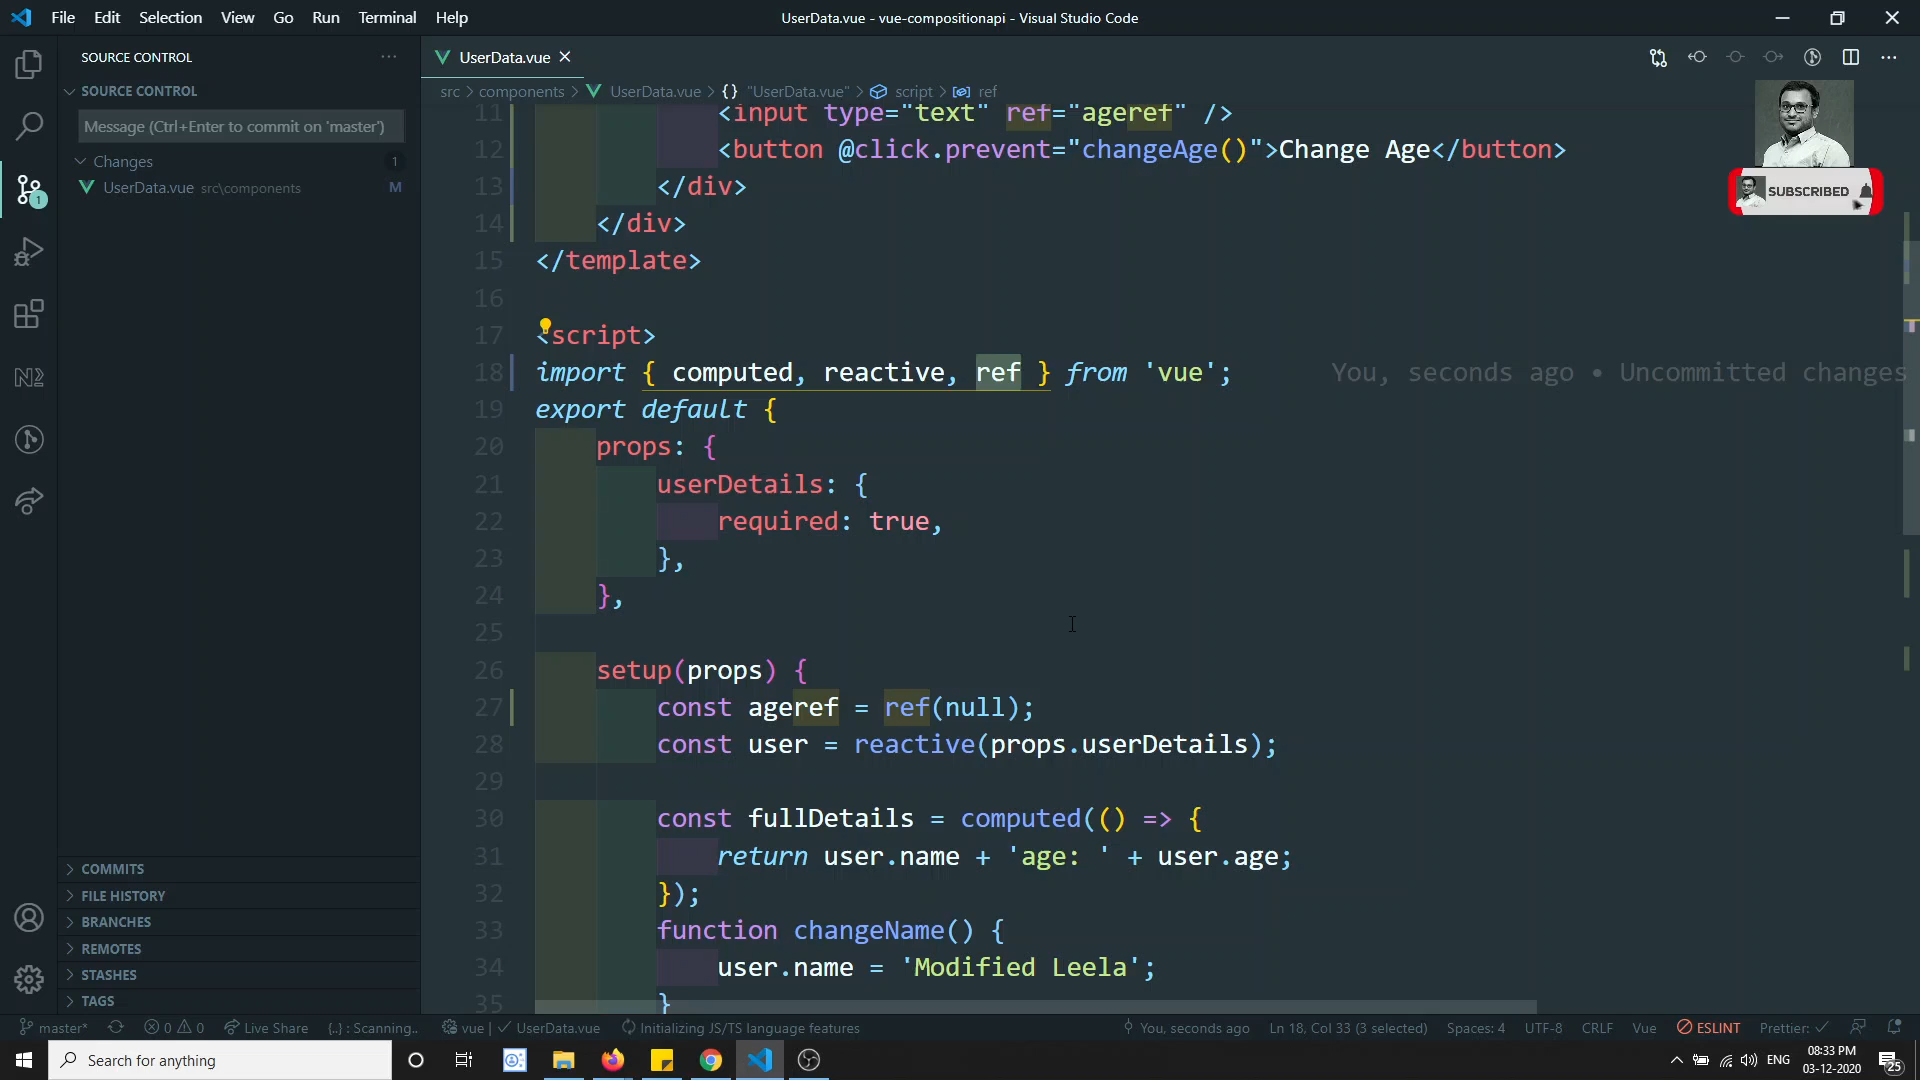 File Edit Selection View Go Run Terminal Help
UserData.vue - vue-compositionapi - Visual Studio Code
SOURCE CONTROL
SOURCE CONTROL
Message (Ctrl+Enter to commit on 'master')
Changes 1
UserData.vue src\components M
1
COMMITS
FILE HISTORY
BRANCHES
REMOTES
STASHES
TAGS
UserData.vue
src > components > UserData.vue > {} "UserData.vue" > script > ref
11 <input type="text" ref="ageref" />
12 <button @click.prevent="changeAge()">Change Age</button>
13 </div>
14 </div>
15 </template>
16
17 <script>
18 import { computed, reactive, ref } from 'vue'; You, seconds ago • Uncommitted changes
19 export default {
20 props: {
21 userDetails: {
22 required: true,
23 },
24 },
25
26 setup(props) {
27 const ageref = ref(null);
28 const user = reactive(props.userDetails);
29
30 const fullDetails = computed(() => {
31 return user.name + 'age: ' + user.age;
32 });
33 function changeName() {
34 user.name = 'Modified Leela';
35 }
SUBSCRIBED
master* 0 0 Live Share {..} : Scanning.. vue | UserData.vue Initializing JS/TS language features You, seconds ago Ln 18, Col 33 (3 selected) Spaces: 4 UTF-8 CRLF Vue ESLINT Prettier:
Search for anything
ENG
08:33 PM
03-12-2020
25